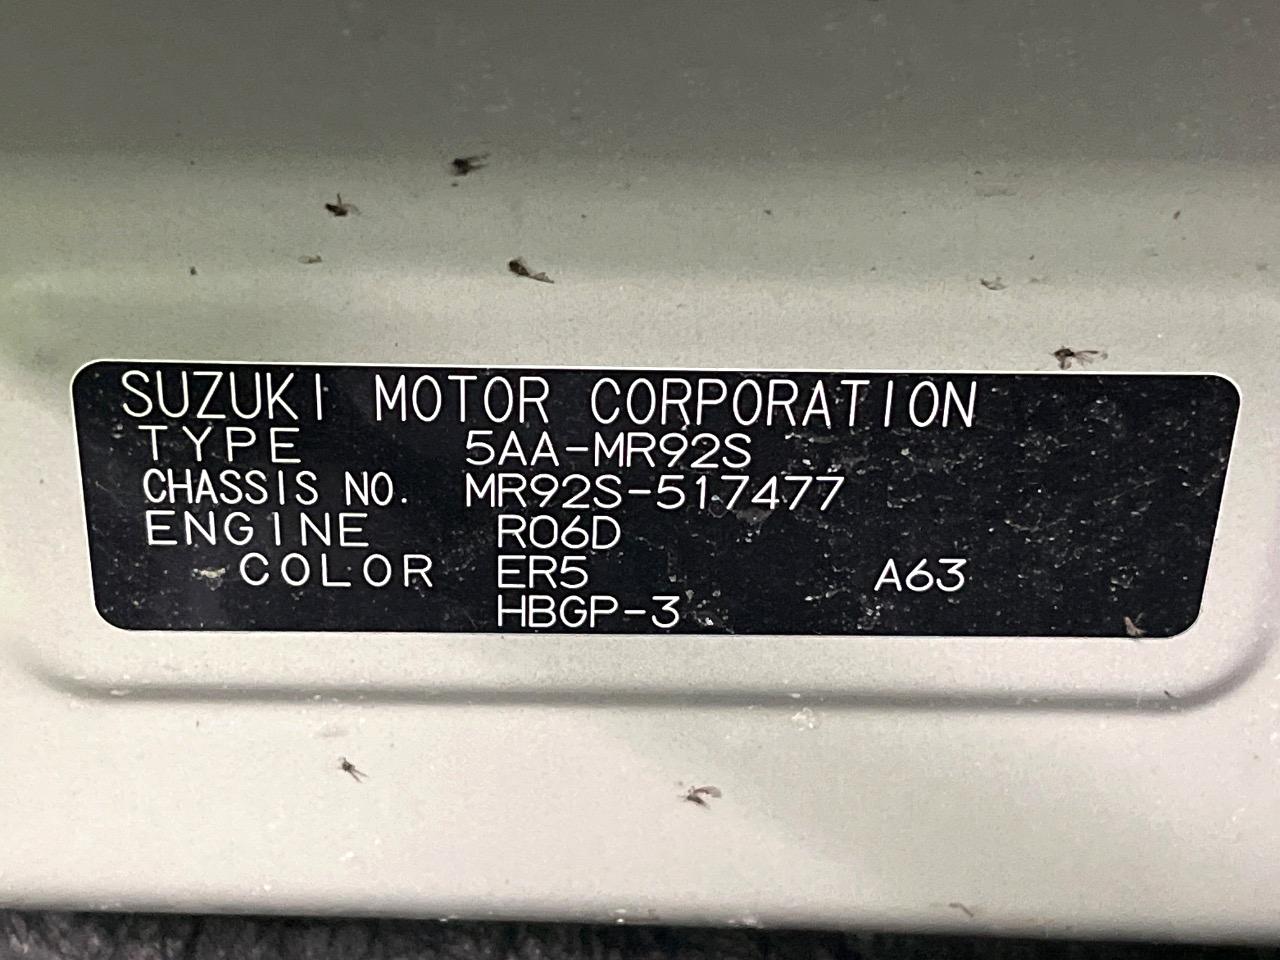 SUZUKI MOTOR CORPORATION
TYPE 5AA-MR92S
CHASSIS NO. MR92S-517477
ENGINE R06D
COLOR ER5 A63
HBGP-3